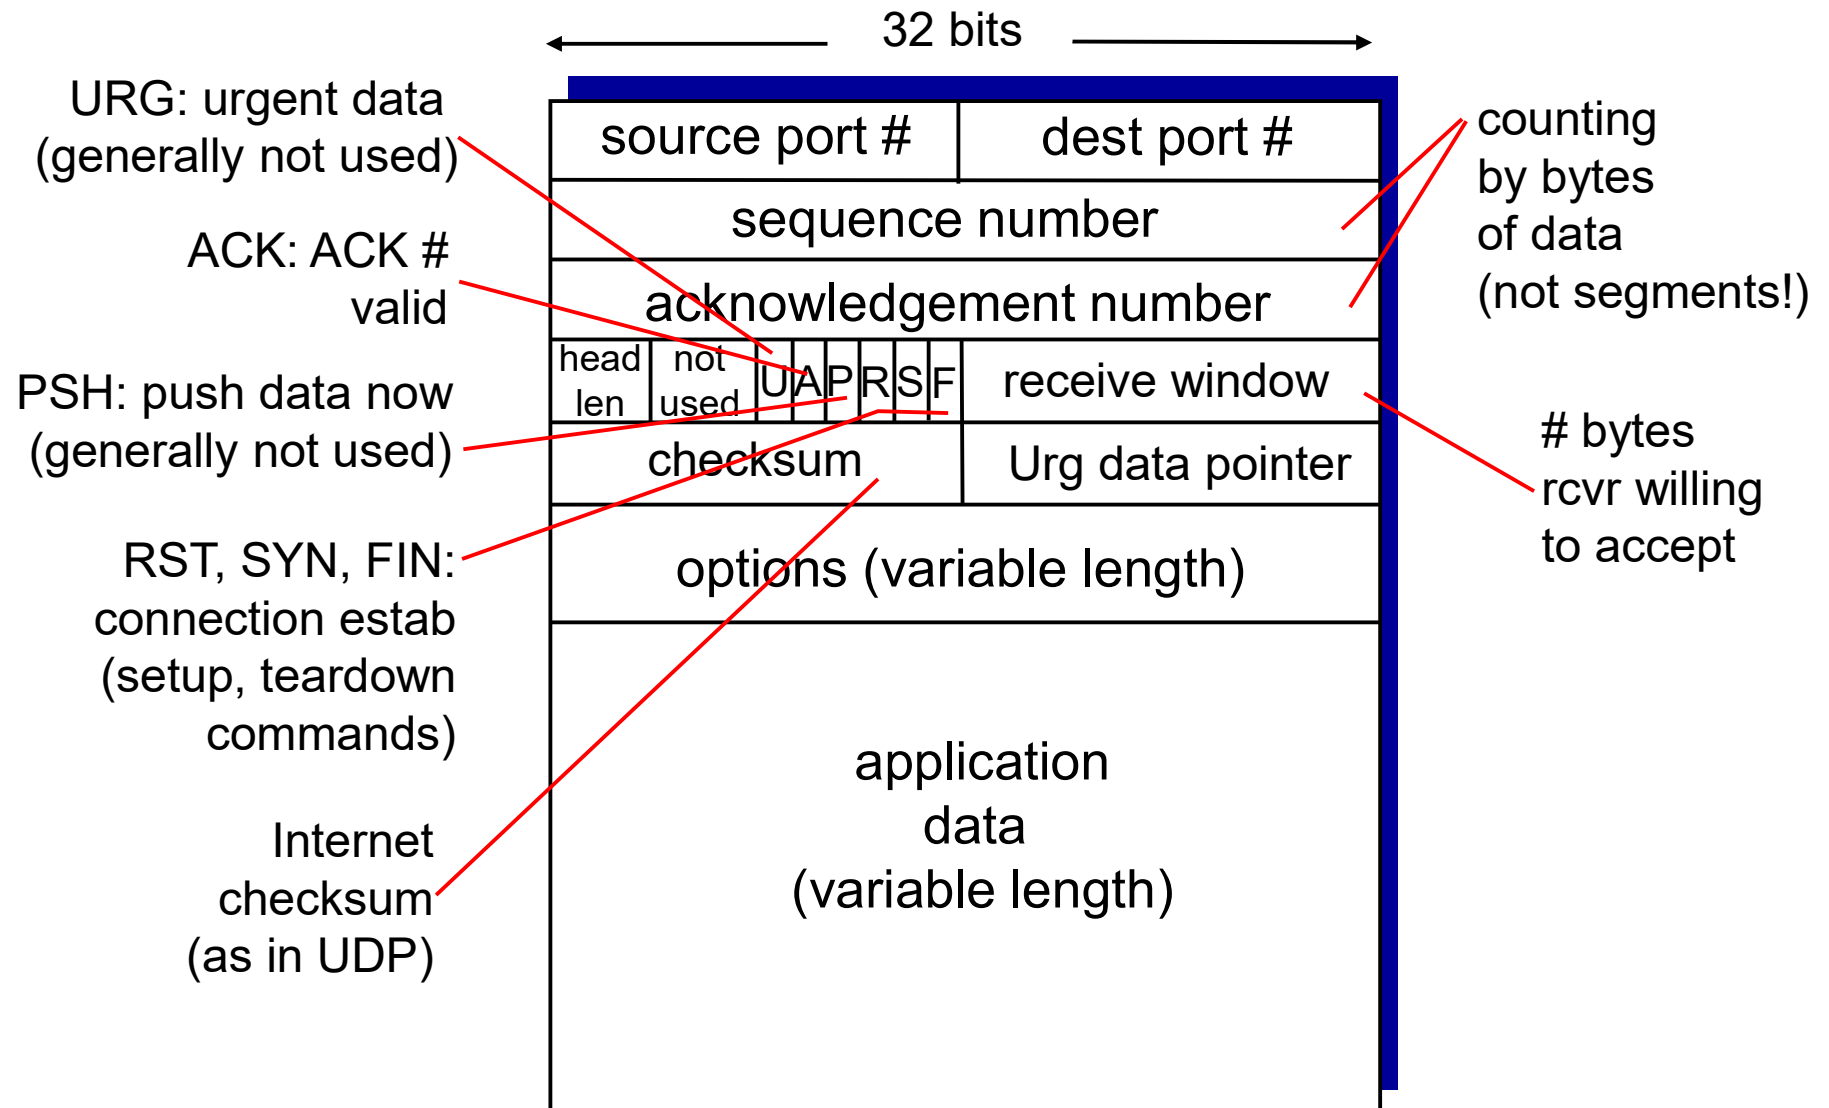 32 bits
URG: urgent data
(generally not used)
ACK: ACK #
valid
PSH: push data now
(generally not used)
RST, SYN, FIN:
connection estab
(setup, teardown
commands)
Internet
checksum
(as in UDP)
source port #
dest port #
sequence number
acknowledgement number
head
len
not
used
U
A
P
R
S
F
receive window
checksum
Urg data pointer
options (variable length)
application
data
(variable length)
counting
by bytes
of data
(not segments!)
# bytes
rcvr willing
to accept